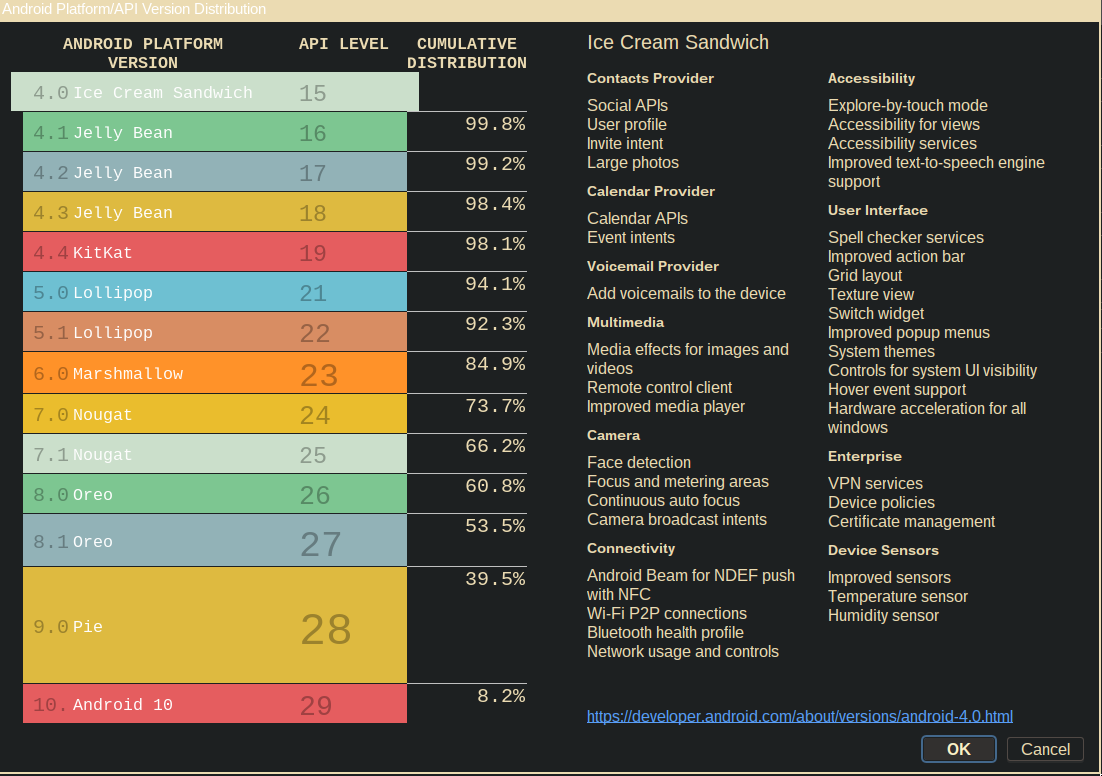 Android Platform/API Version Distribution
ANDROID PLATFORM VERSION
API LEVEL
CUMULATIVE DISTRIBUTION
4.0 Ice Cream Sandwich 15
99.8%
4.1 Jelly Bean 16
99.2%
4.2 Jelly Bean 17
98.4%
4.3 Jelly Bean 18
98.1%
4.4 KitKat 19
94.1%
5.0 Lollipop 21
92.3%
5.1 Lollipop 22
84.9%
6.0 Marshmallow 23
73.7%
7.0 Nougat 24
66.2%
7.1 Nougat 25
60.8%
8.0 Oreo 26
53.5%
8.1 Oreo 27
39.5%
9.0 Pie 28
8.2%
10. Android 10 29
Ice Cream Sandwich
Contacts Provider
Social APIs
User profile
Invite intent
Large photos
Calendar Provider
Calendar APIs
Event intents
Voicemail Provider
Add voicemails to the device
Multimedia
Media effects for images and
videos
Remote control client
Improved media player
Camera
Face detection
Focus and metering areas
Continuous auto focus
Camera broadcast intents
Connectivity
Android Beam for NDEF push
with NFC
Wi-Fi P2P connections
Bluetooth health profile
Network usage and controls
Accessibility
Explore-by-touch mode
Accessibility for views
Accessibility services
Improved text-to-speech engine
support
User Interface
Spell checker services
Improved action bar
Grid layout
Texture view
Switch widget
Improved popup menus
System themes
Controls for system UI visibility
Hover event support
Hardware acceleration for all
windows
Enterprise
VPN services
Device policies
Certificate management
Device Sensors
Improved sensors
Temperature sensor
Humidity sensor
https://developer.android.com/about/versions/android-4.0.html
OK
Cancel